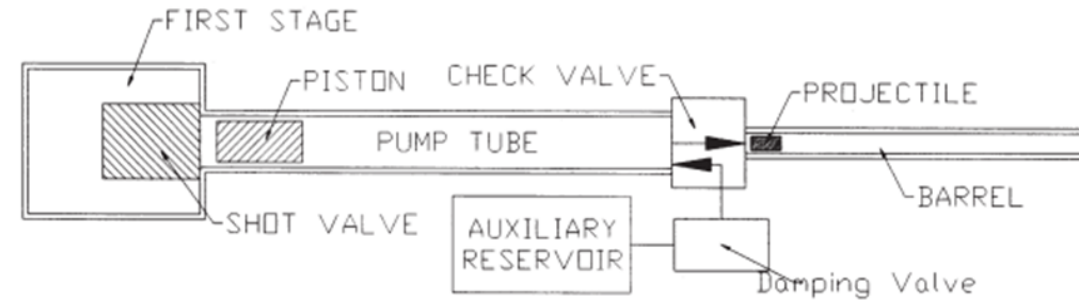 FIRST STAGE
PISTON
CHECK VALVE
PROJECTILE
PUMP TUBE
BARREL
SHOT VALVE
AUXILIARY
RESERVOIR
Damping Valve